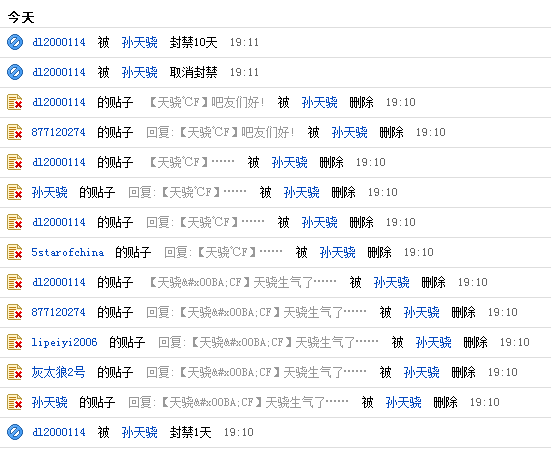 今天
dl2000114 被 孙天骁 封禁10天 19:11
dl2000114 被 孙天骁 取消封禁 19:11
dl2000114 的贴子 【天骁℃F】吧友们好! 被 孙天骁 删除 19:10
877120274 的贴子 回复:【天骁℃F】吧友们好! 被 孙天骁 删除 19:10
dl2000114 的贴子 【天骁℃F】…… 被 孙天骁 删除 19:10
孙天骁 的贴子 回复:【天骁℃F】…… 被 孙天骁 删除 19:10
dl2000114 的贴子 回复:【天骁℃F】…… 被 孙天骁 删除 19:10
5starofchina 的贴子 回复:【天骁℃F】…… 被 孙天骁 删除 19:10
dl2000114 的贴子 【天骁&#x00BA;CF】天骁生气了…… 被 孙天骁 删除 19:10
877120274 的贴子 回复:【天骁&#x00BA;CF】天骁生气了…… 被 孙天骁 删除 19:10
lipeiyi2006 的贴子 回复:【天骁&#x00BA;CF】天骁生气了…… 被 孙天骁 删除 19:10
灰太狼2号 的贴子 回复:【天骁&#x00BA;CF】天骁生气了…… 被 孙天骁 删除 19:10
孙天骁 的贴子 回复:【天骁&#x00BA;CF】天骁生气了…… 被 孙天骁 删除 19:10
dl2000114 被 孙天骁 封禁1天 19:10